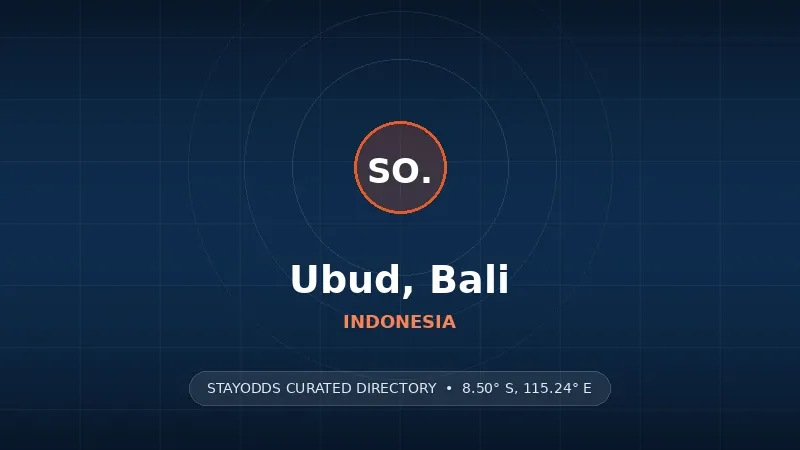 SO.
Ubud, Bali
INDONESIA
STAYODDS CURATED DIRECTORY • 8.50° S, 115.24° E